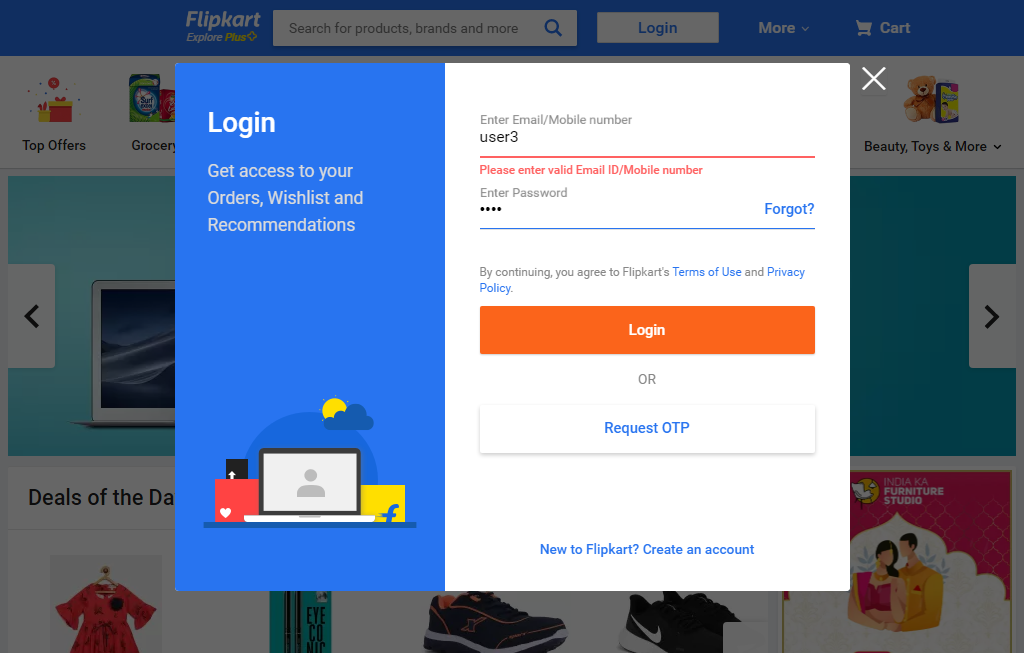 Flipkart
Explore Plus
Search for products, brands and more
Login
More
Cart
Top Offers
Grocery
Beauty, Toys & More
Login
Get access to your
Orders, Wishlist and
Recommendations
Enter Email/Mobile number
user3
Please enter valid Email ID/Mobile number
Enter Password
••••
Forgot?
By continuing, you agree to Flipkart's Terms of Use and Privacy
Policy.
Login
OR
Request OTP
New to Flipkart? Create an account
Deals of the Da
INDIA KA
FURNITURE
STUDIO
EYE
CO
NIC